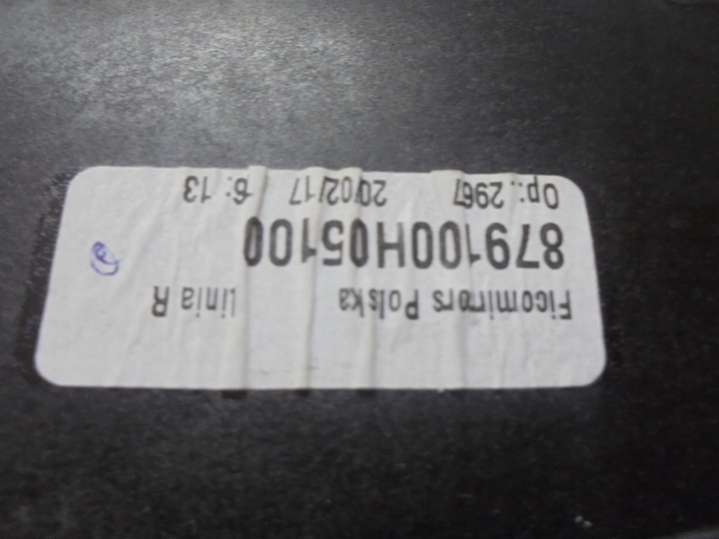 Ficomirrors Polska linia R
879100H05100
Op:. 2967 20/02/17 6: 13